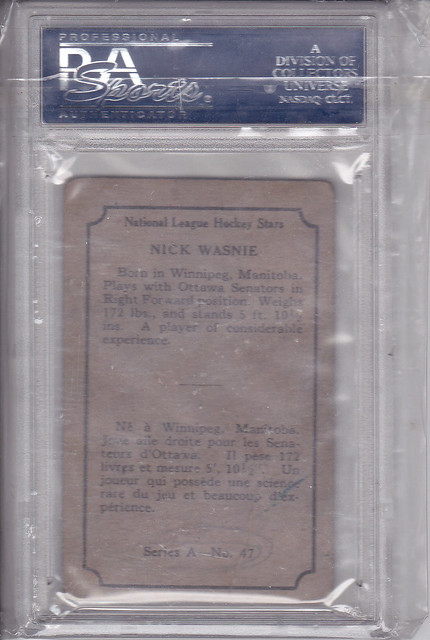 PROFESSIONAL
PSA
Sports
AUTHENTICATOR
A
DIVISION OF
COLLECTORS
UNIVERSE
NASDAQ CLCT
National League Hockey Stars
NICK WASNIE
Born in Winnipeg, Manitoba.
Plays with Ottawa Senators in
Right Forward position. Weighs
172 lbs., and stands 5 ft. 10½
ins. A player of considerable
experience.
Né à Winnipeg, Manitoba.
Joue aile droite pour les Sena-
teurs d'Ottawa. Il pèse 172
livres et mesure 5', 10½". Un
joueur qui possède une science
rare du jeu et beaucoup d'ex-
périence.
Series A—No. 47